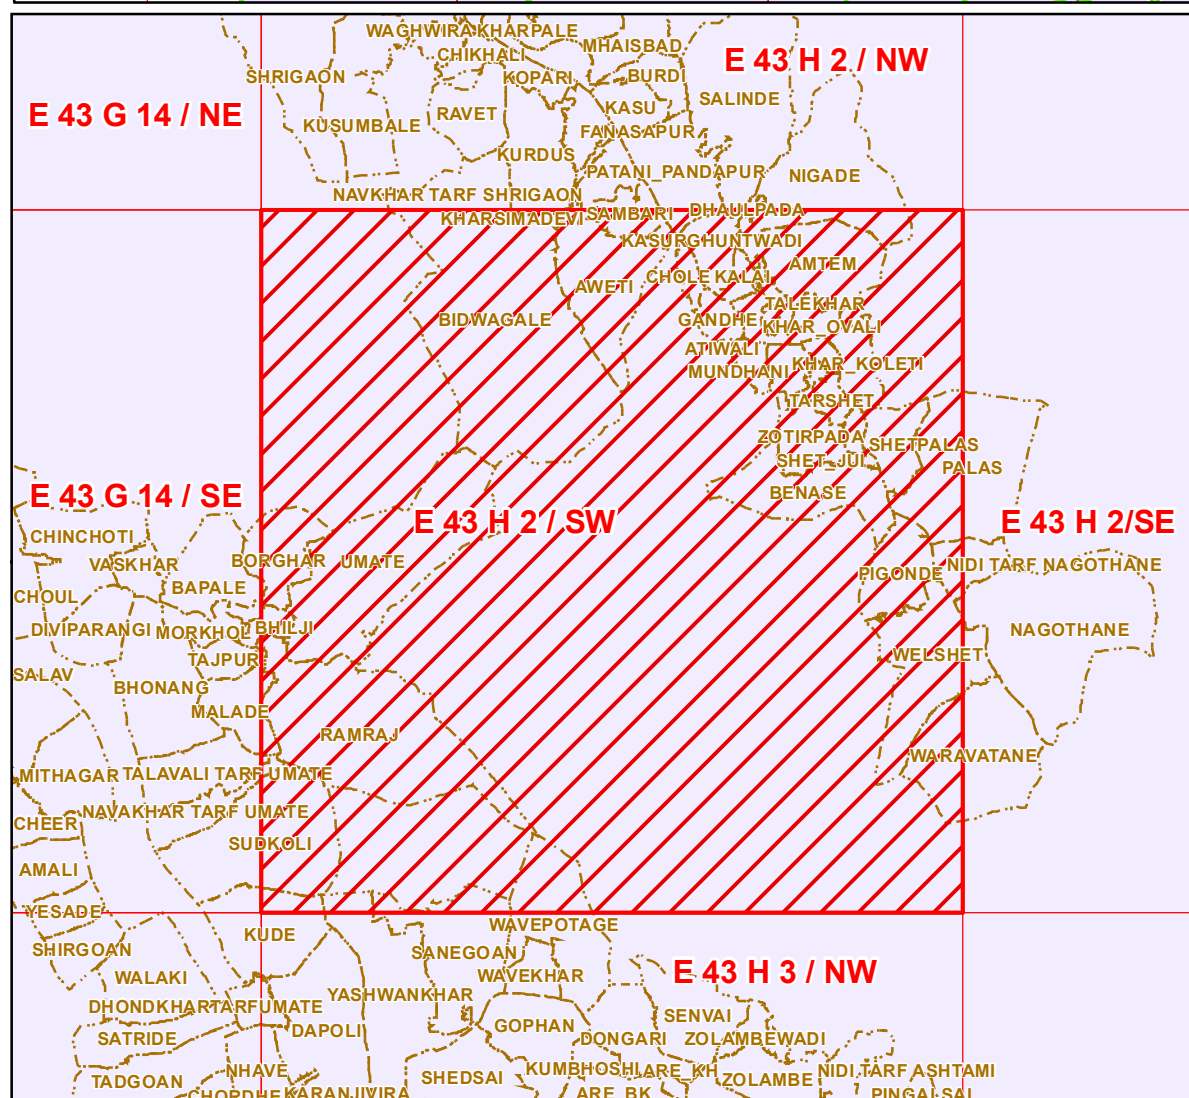 WAGHWIRA KHARPALE
MHAISBAD
CHIKHALI
E 43 H 2 / NW
SHRIGAON
KOPARI
BURDI
SALINDE
E 43 G 14 / NE
RAVET
KASU
KUSUMBALE
FANASAPUR
KURDUS
PATANI_PANDAPUR
NIGADE
NAVKHAR TARF SHRIGAON
KHARSIMADEVI
SAMBARI
DHAULPADA
KASURGHUNTWADI
AMTEM
CHOLE KALAI
AWETI
TALEKHAR
BIDWAGALE
GANDHE
KHAR_OVALI
ATIWALI
MUNDHANI
KHAR_KOLETI
TARSHET
ZOTIRPADA
SHETPALAS
SHET_JUI
PALAS
E 43 G 14 / SE
BENASE
E 43 H 2 / SW
E 43 H 2/SE
CHINCHOTI
VASKHAR
BORGHAR
UMATE
NIDI TARF NAGOTHANE
PIGONDE
BAPALE
CHOUL
DIVIPARANGI
MORKHOL
BHILJI
NAGOTHANE
TAJPUR
WELSHET
SALAV
BHONANG
MALADE
RAMRAJ
WARAVATANE
MITHAGAR
TALAVALI TARF UMATE
NAVAKHAR TARF UMATE
CHEER
SUDKOLI
AMALI
YESADE
KUDE
WAVEPOTAGE
SHIRGOAN
SANEGOAN
E 43 H 3 / NW
WALAKI
WAVEKHAR
YASHWANKHAR
DHONDKHARTARFUMATE
SENVAI
DAPOLI
GOPHAN
SATRIDE
DONGARI
ZOLAMBEWADI
NHAVE
KUMBHOSHI
ARE_KH
NIDI TARF ASHTAMI
TADGOAN
SHEDSAI
ZOLAMBE
CHORDHE
KARANJIVIRA
ARE_BK
PINGALSAI